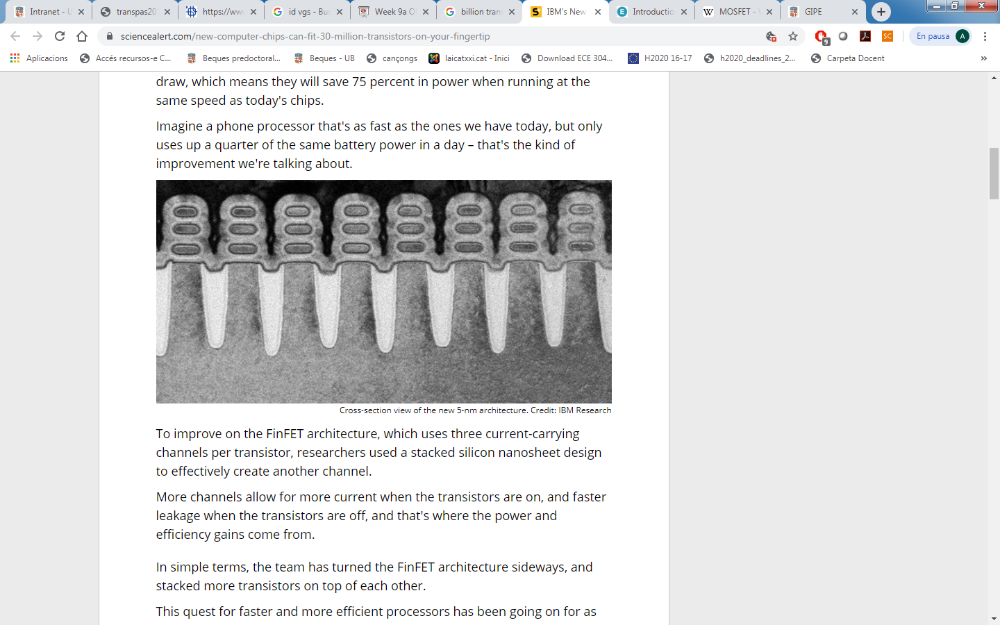 Intranet - U
transpas20
https://www
id vgs - Bus
Week 9a O
billion trans
IBM's New
Introductio
MOSFET - W
GIPE
sciencealert.com/new-computer-chips-can-fit-30-million-transistors-on-your-fingertip
9
SC
En pausa
A
Aplicacions
Accés recursos-e C...
Beques predoctoral...
Beques - UB
cançongs
laicatxxi.cat - Inici
Download ECE 304...
H2020 16-17
h2020_deadlines_2...
Carpeta Docent
»
draw, which means they will save 75 percent in power when running at the
same speed as today's chips.
Imagine a phone processor that's as fast as the ones we have today, but only
uses up a quarter of the same battery power in a day – that's the kind of
improvement we're talking about.
Cross-section view of the new 5-nm architecture. Credit: IBM Research
To improve on the FinFET architecture, which uses three current-carrying
channels per transistor, researchers used a stacked silicon nanosheet design
to effectively create another channel.
More channels allow for more current when the transistors are on, and faster
leakage when the transistors are off, and that's where the power and
efficiency gains come from.
In simple terms, the team has turned the FinFET architecture sideways, and
stacked more transistors on top of each other.
This quest for faster and more efficient processors has been going on for as